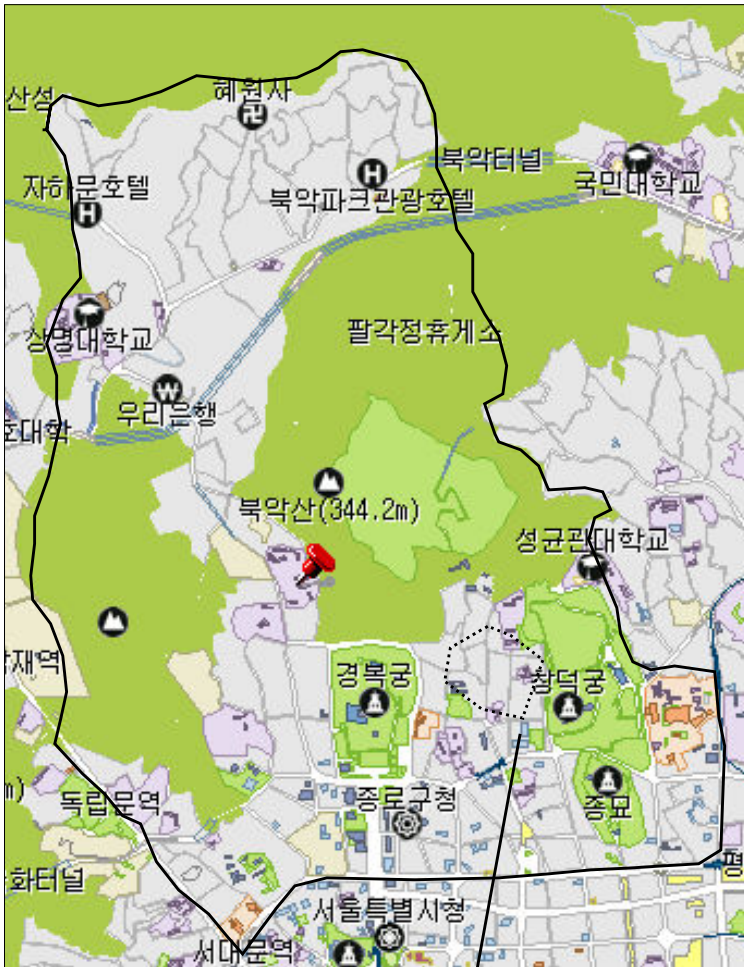 산성
혜원사
북악터널
국민대학교
자하문호텔
북악파크관광호텔
상명대학교
팔각정휴게소
우리은행
호대학
북악산(344.2m)
성균관대학교
재역
경복궁
창덕궁
m)
독립문역
종로구청
종묘
화터널
평
서울특별시청
서대문역